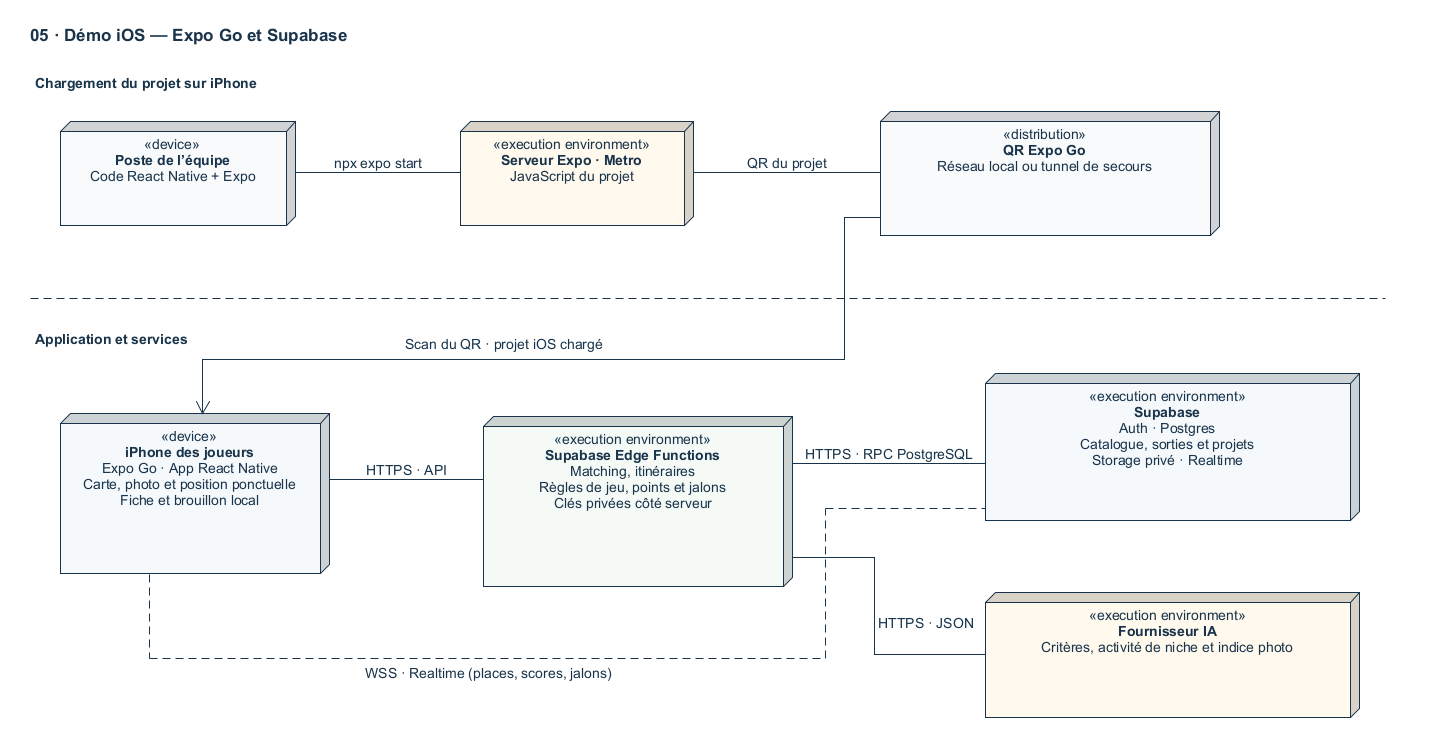 05 · Démo iOS — Expo Go et Supabase
Chargement du projet sur iPhone
«device»
Poste de l’équipe
Code React Native + Expo
npx expo start
«execution environment»
Serveur Expo · Metro
JavaScript du projet
QR du projet
«distribution»
QR Expo Go
Réseau local ou tunnel de secours
Application et services
Scan du QR · projet iOS chargé
«device»
iPhone des joueurs
Expo Go · App React Native
Carte, photo et position ponctuelle
Fiche et brouillon local
HTTPS · API
«execution environment»
Supabase Edge Functions
Matching, itinéraires
Règles de jeu, points et jalons
Clés privées côté serveur
HTTPS · RPC PostgreSQL
«execution environment»
Supabase
Auth · Postgres
Catalogue, sorties et projets
Storage privé · Realtime
HTTPS · JSON
«execution environment»
Fournisseur IA
Critères, activité de niche et indice photo
WSS · Realtime (places, scores, jalons)